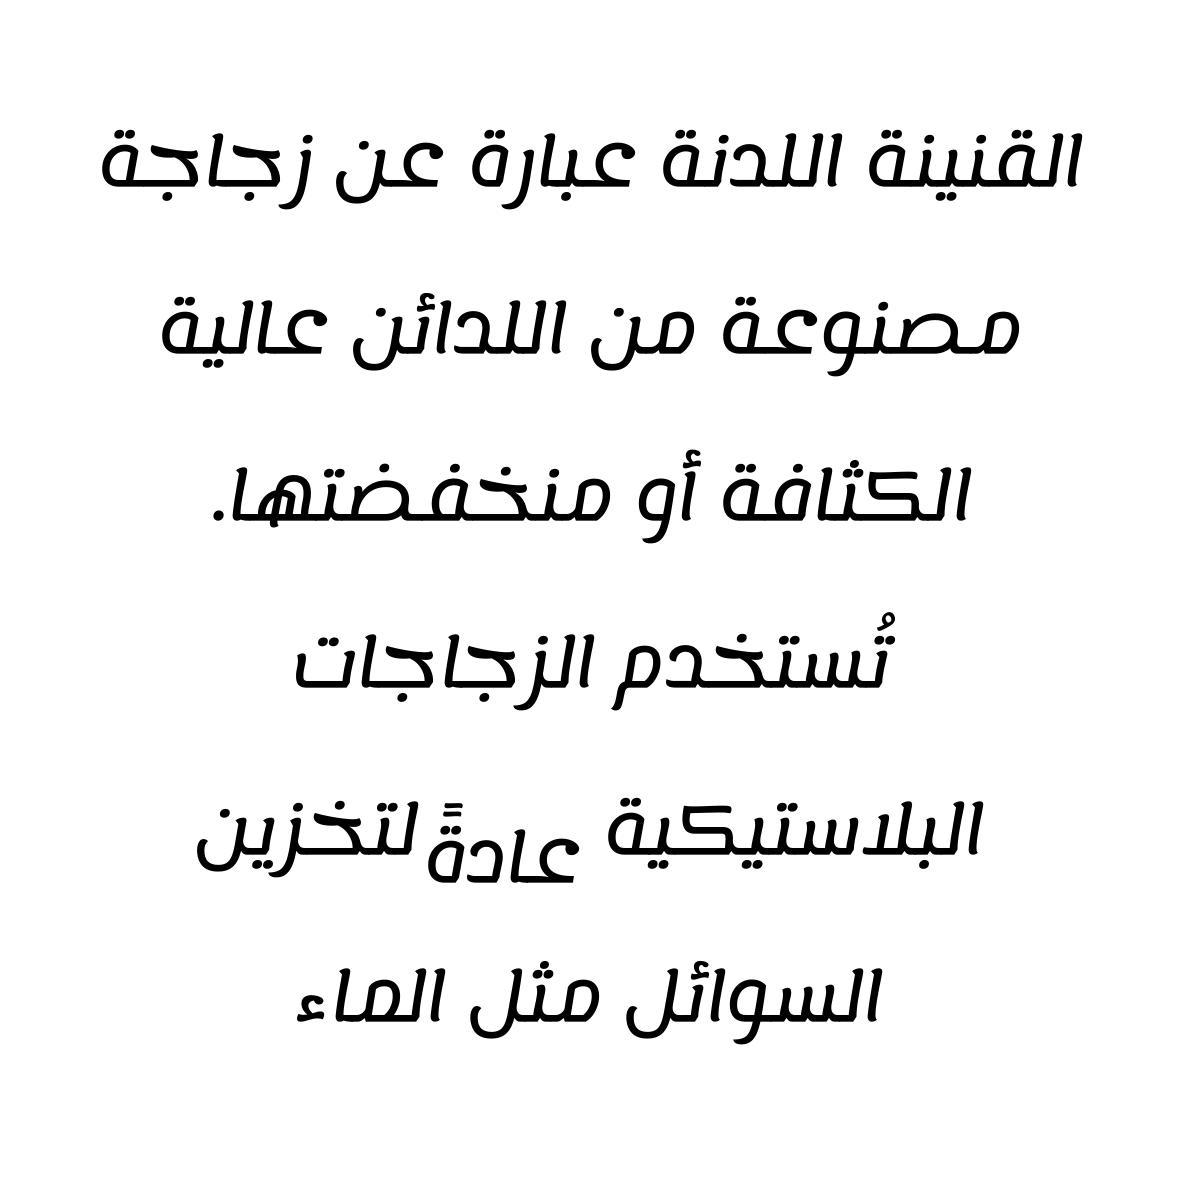 القنينة اللدنة عبارة عن زجاجة
مصنوعة من اللدائن عالية
الكثافة أو منخفضتها.
تُستخدم الزجاجات
البلاستيكية عادةً لتخزين
السوائل مثل الماء